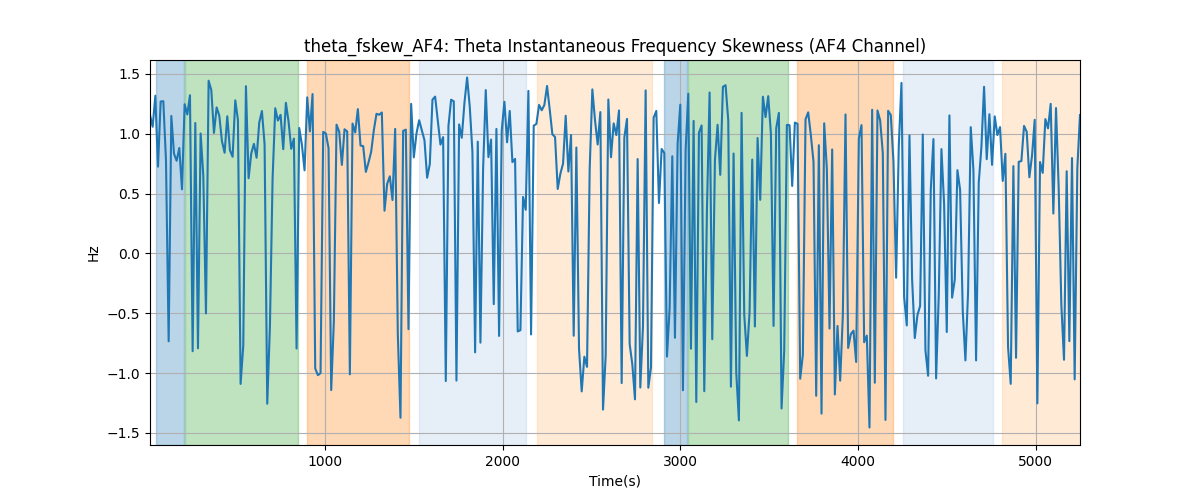 theta_fskew_AF4: Theta Instantaneous Frequency Skewness (AF4 Channel)
1.5
1.0
0.5
0.0
−0.5
−1.0
−1.5
Hz
1000 2000 3000 4000 5000
Time(s)